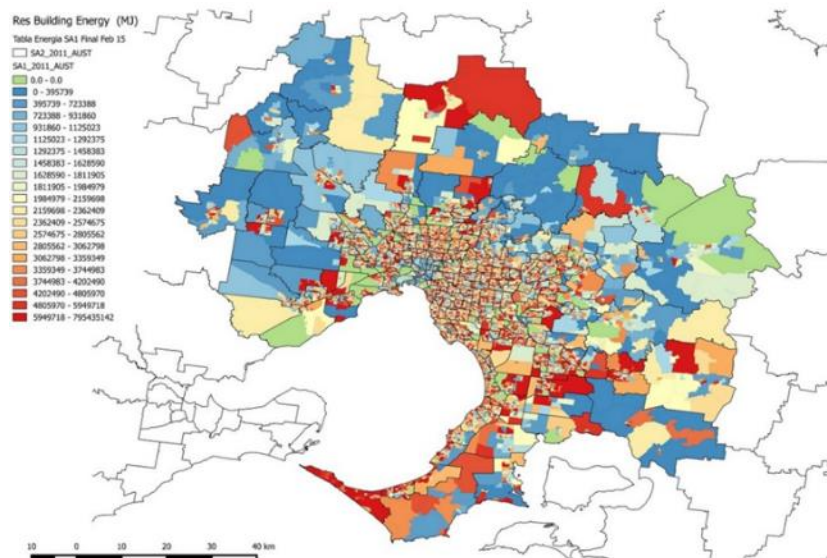 Res Building Energy (MJ)
Tabla Energia SA1 Final Feb 15
SA2_2011_AUST
SA1_2011_AUST
0.0 - 0.0
0 - 395739
395739 - 723388
723388 - 931860
931860 - 1125023
1125023 - 1292375
1292375 - 1458383
1458383 - 1628590
1628590 - 1811905
1811905 - 1984979
1984979 - 2159698
2159698 - 2362409
2362409 - 2574675
2574675 - 2805562
2805562 - 3062798
3062798 - 3359349
3359349 - 3744983
3744983 - 4202490
4202490 - 4805970
4805970 - 5949718
5949718 - 795435142
10 0 10 20 30 40 km